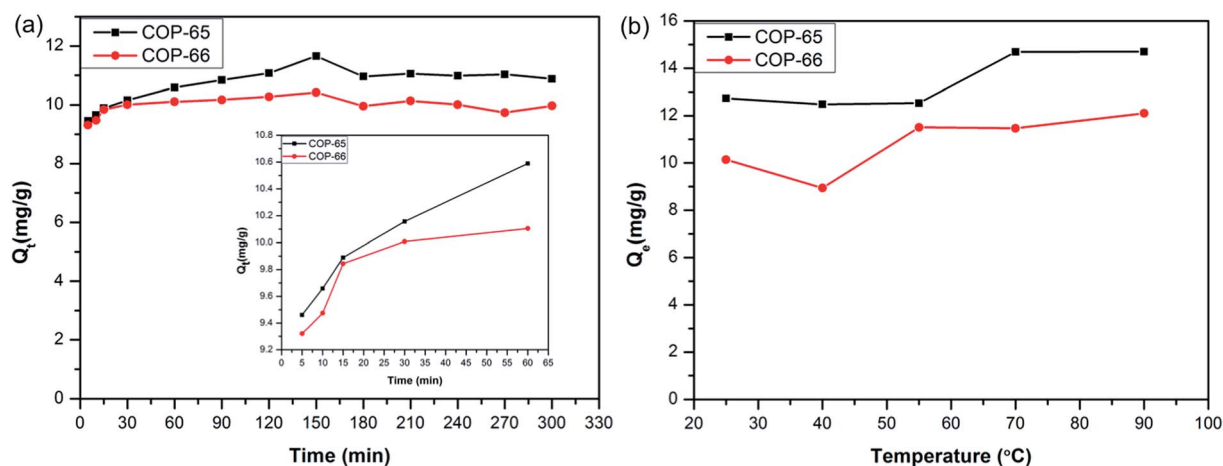 (a)
COP-65
COP-66
12
10
8
6
4
2
0
Qt(mg/g)
0 30 60 90 120 150 180 210 240 270 300 330
Time (min)
COP-65
COP-66
10.8
10.6
10.4
10.2
10.0
9.8
9.6
9.4
9.2
Qt(mg/g)
0 5 10 15 20 25 30 35 40 45 50 55 60 65
Time (min)
(b)
COP-65
COP-66
16
14
12
10
8
6
4
2
0
Qe(mg/g)
20 30 40 50 60 70 80 90 100
Temperature (°C)